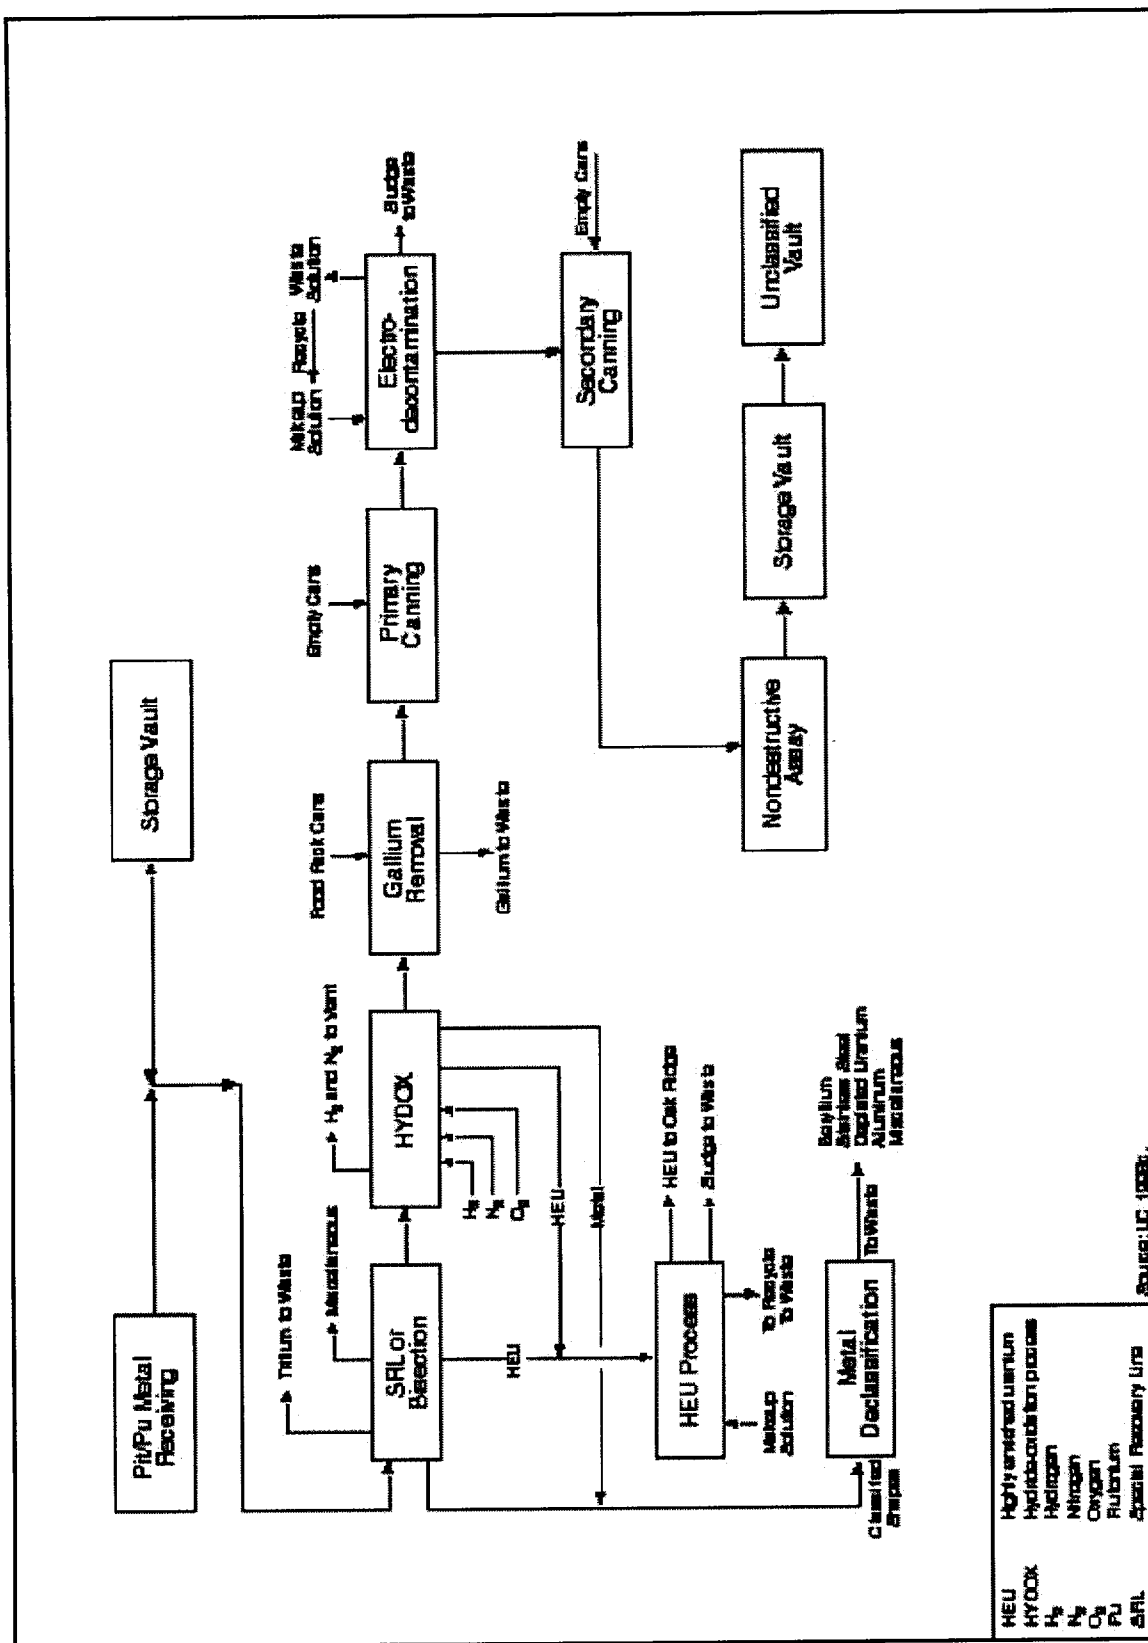 Pit/Pu Metal
Receiving
Storage Vault
Tritium to Waste
Miscellaneous
H₂ and N₂ to Vent
Food Pack Cans
Empty Cans
Makeup
Solution
Recycle
Waste
Solution
Sludge
to Waste
SRL or
Bisection
HYDOX
Gallium
Removal
Primary
Canning
Electro-
decontamination
H₂
N₂
O₂
Gallium to Waste
HEU
HEU
Metal
Empty Cans
Secondary
Canning
HEU Process
HEU to Oak Ridge
Sludge to Waste
Makeup
Solution
To Recycle
To Waste
Nondestructive
Assay
Storage Vault
Unclassified
Vault
Classified
Shapes
Metal
Declassification
To Waste
Beryllium
Stainless Steel
Depleted Uranium
Aluminum
Miscellaneous
HEU Highly enriched uranium
HYDOX Hydride-oxidation process
H₂ Hydrogen
N₂ Nitrogen
O₂ Oxygen
Pu Plutonium
SRL Special Recovery Line
Source: UC